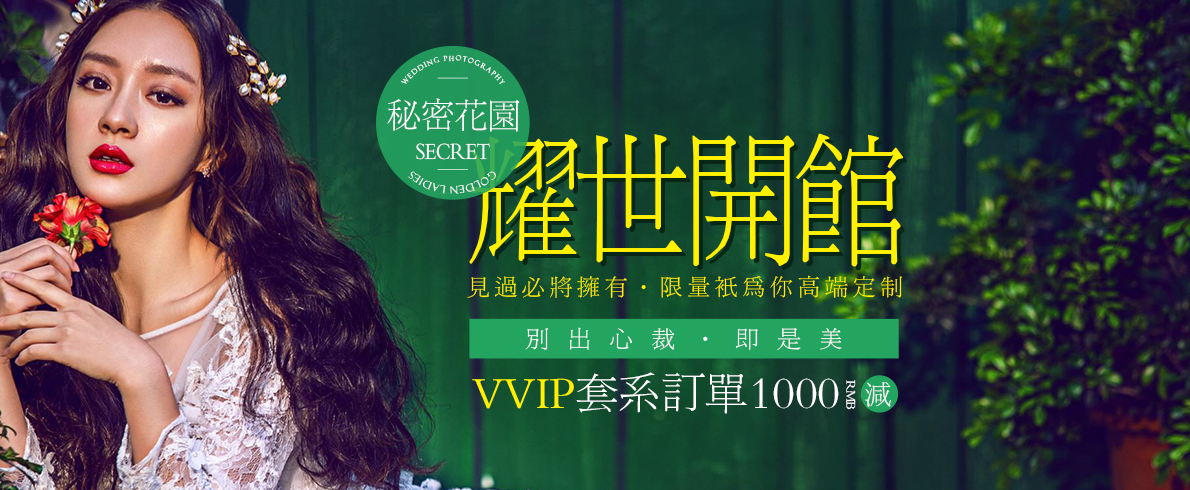 WEDDING PHOTOGRAPHY
秘密花園
SECRET
GOLDEN LADIES
耀世開館
見過必將擁有·限量衹爲你高端定制
別出心裁·即是美
VVIP套系訂單1000RMB減